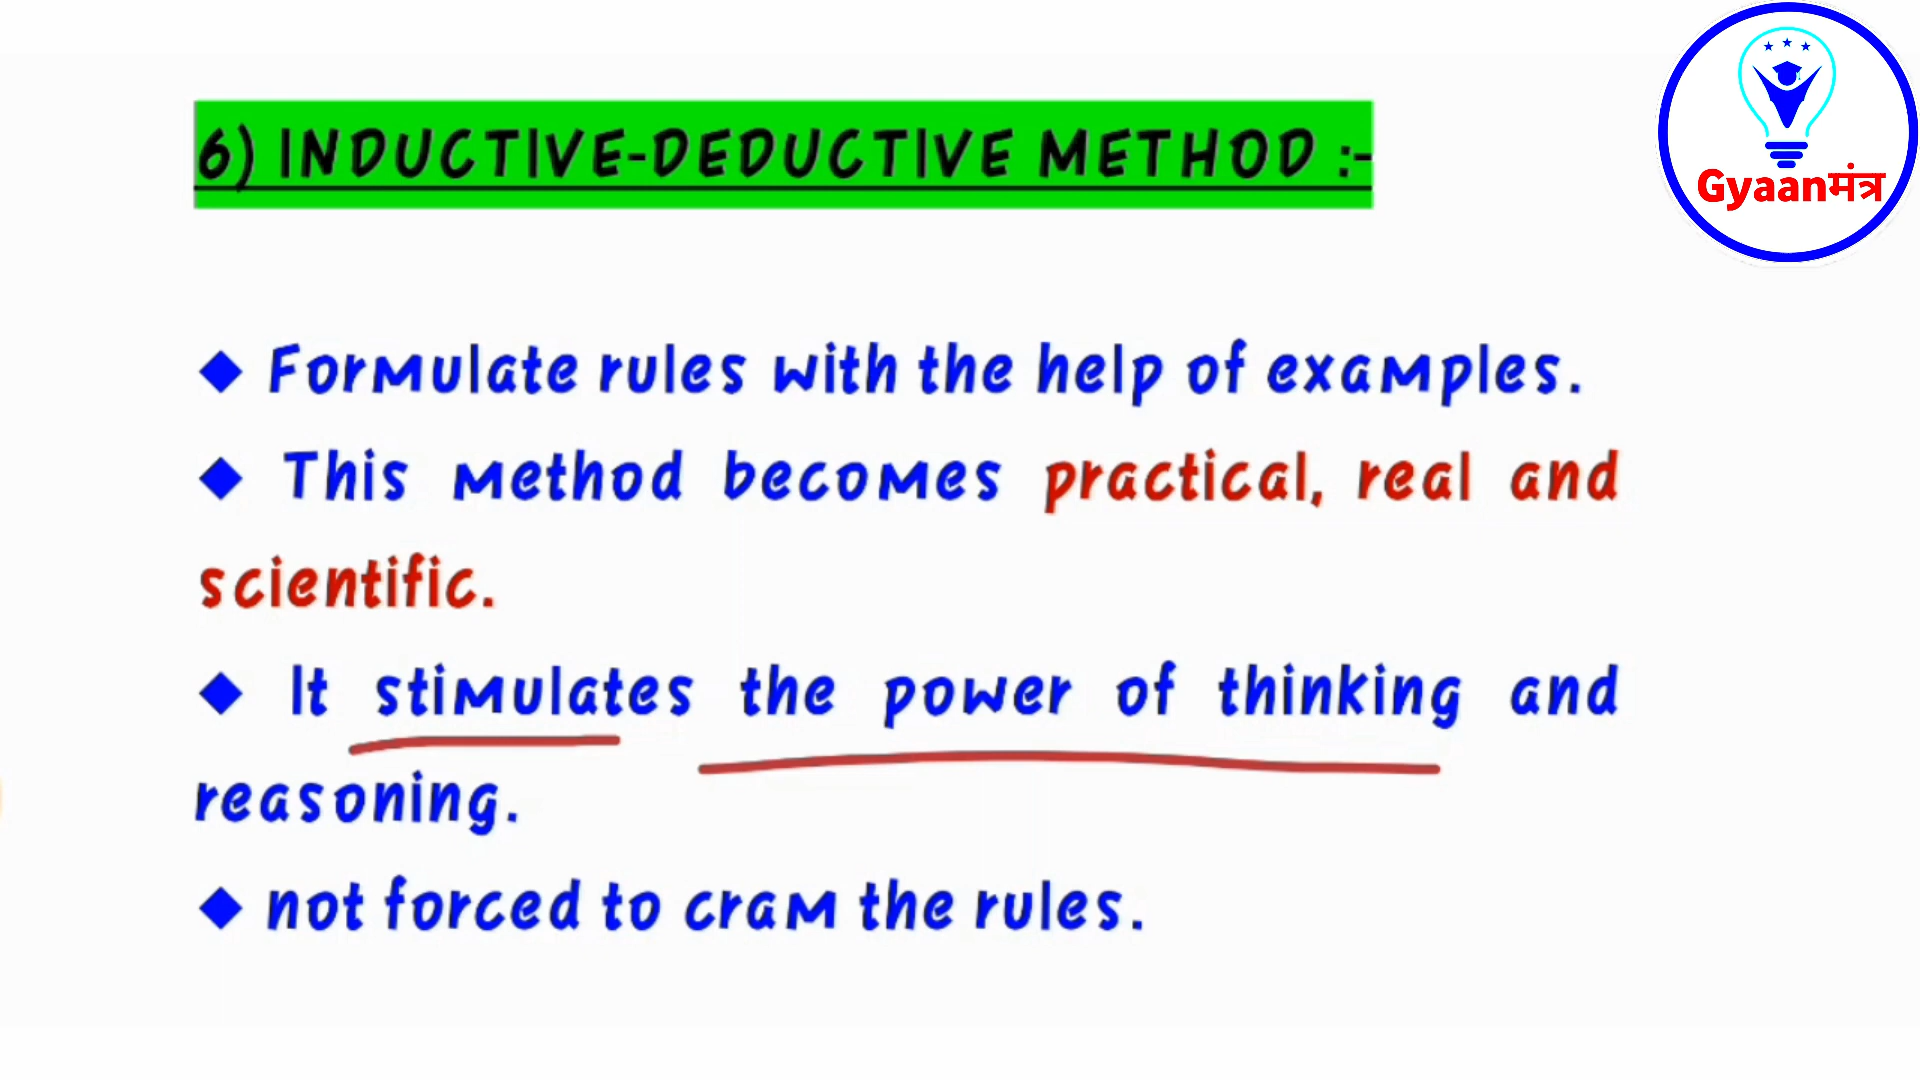 Gyaanमंत्र
6) INDUCTIVE-DEDUCTIVE METHOD :-
◆ Formulate rules with the help of examples.
◆ This method becomes practical, real and
scientific.
◆ It stimulates the power of thinking and
reasoning.
◆ not forced to cram the rules.